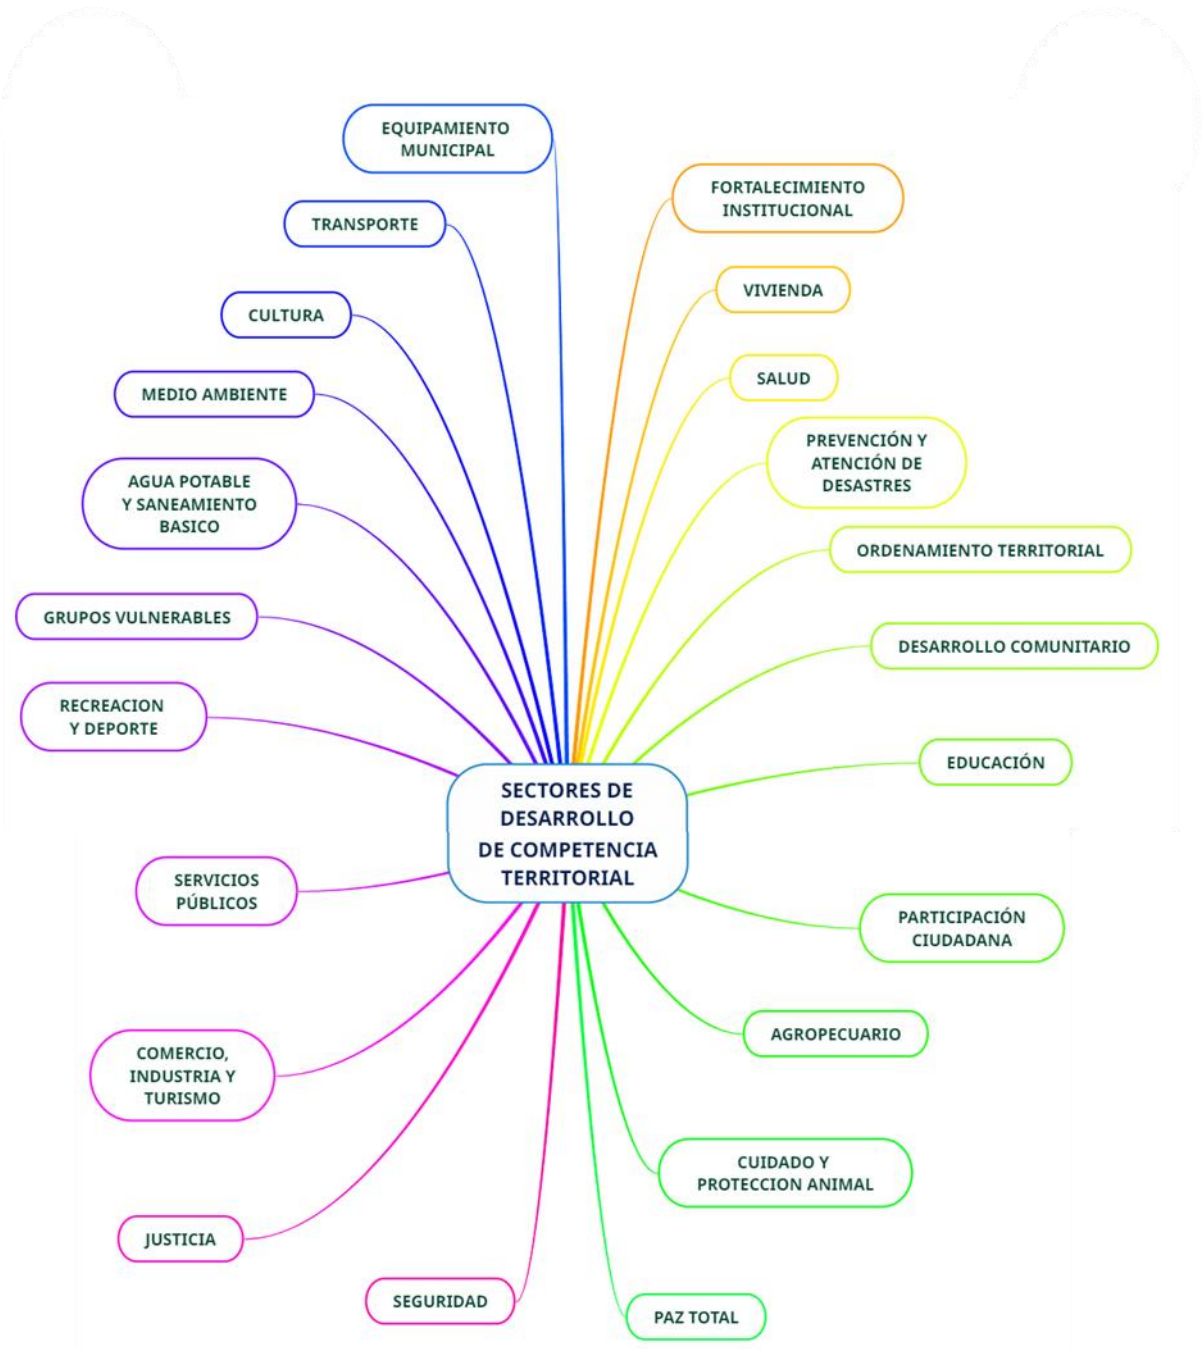 EQUIPAMIENTO
MUNICIPAL
TRANSPORTE
CULTURA
MEDIO AMBIENTE
AGUA POTABLE
Y SANEAMIENTO
BASICO
GRUPOS VULNERABLES
RECREACION
Y DEPORTE
SERVICIOS
PÚBLICOS
COMERCIO,
INDUSTRIA Y
TURISMO
JUSTICIA
SEGURIDAD
SECTORES DE
DESARROLLO
DE COMPETENCIA
TERRITORIAL
FORTALECIMIENTO
INSTITUCIONAL
VIVIENDA
SALUD
PREVENCIÓN Y
ATENCIÓN DE
DESASTRES
ORDENAMIENTO TERRITORIAL
DESARROLLO COMUNITARIO
EDUCACIÓN
PARTICIPACIÓN
CIUDADANA
AGROPECUARIO
CUIDADO Y
PROTECCION ANIMAL
PAZ TOTAL